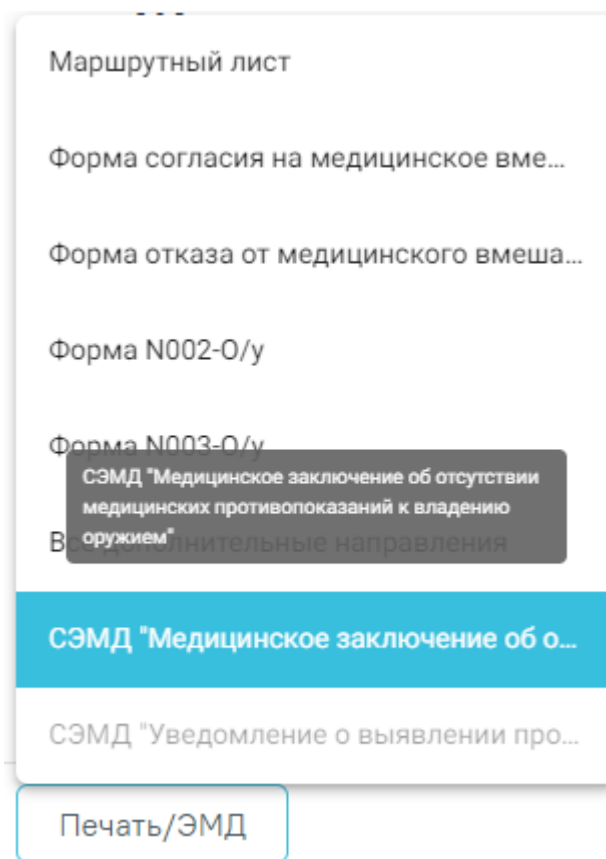 Маршрутный лист
Форма согласия на медицинское вме...
Форма отказа от медицинского вмеша...
Форма N002-О/у
Форма N003-О/у
СЭМД "Медицинское заключение об отсутствии
медицинских противопоказаний к владению
оружием"
Все дополнительные направления
СЭМД "Медицинское заключение об о...
СЭМД "Уведомление о выявлении про...
Печать/ЭМД